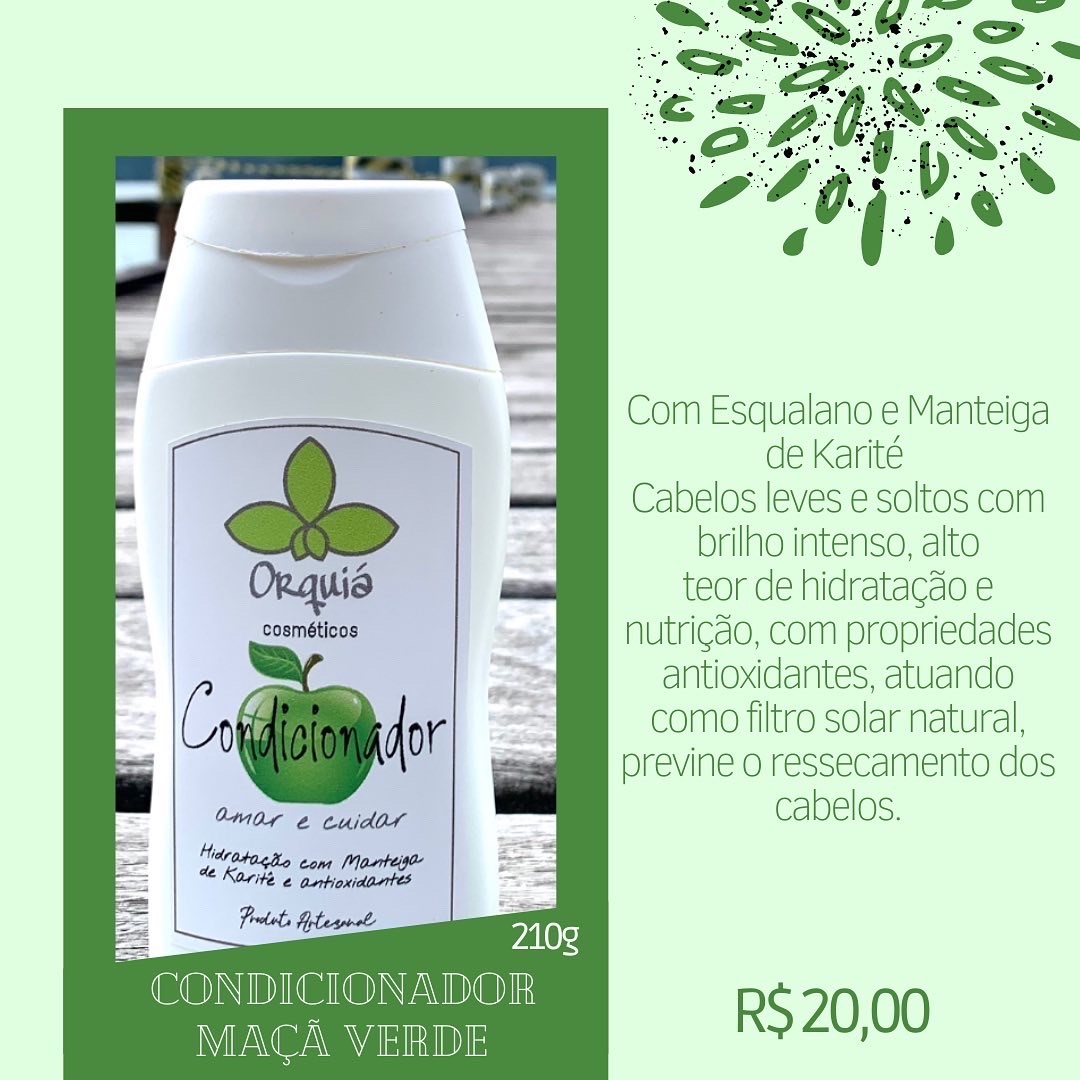 Orquiá
cosméticos
Condicionador
amar e cuidar
Hidratação com Manteiga
de Karitê e antioxidantes
Produto Artesanal
210g
CONDICIONADOR
MAÇÃ VERDE
Com Esqualano e Manteiga
de Karité
Cabelos leves e soltos com
brilho intenso, alto
teor de hidratação e
nutrição, com propriedades
antioxidantes, atuando
como filtro solar natural,
previne o ressecamento dos
cabelos.
R$ 20,00